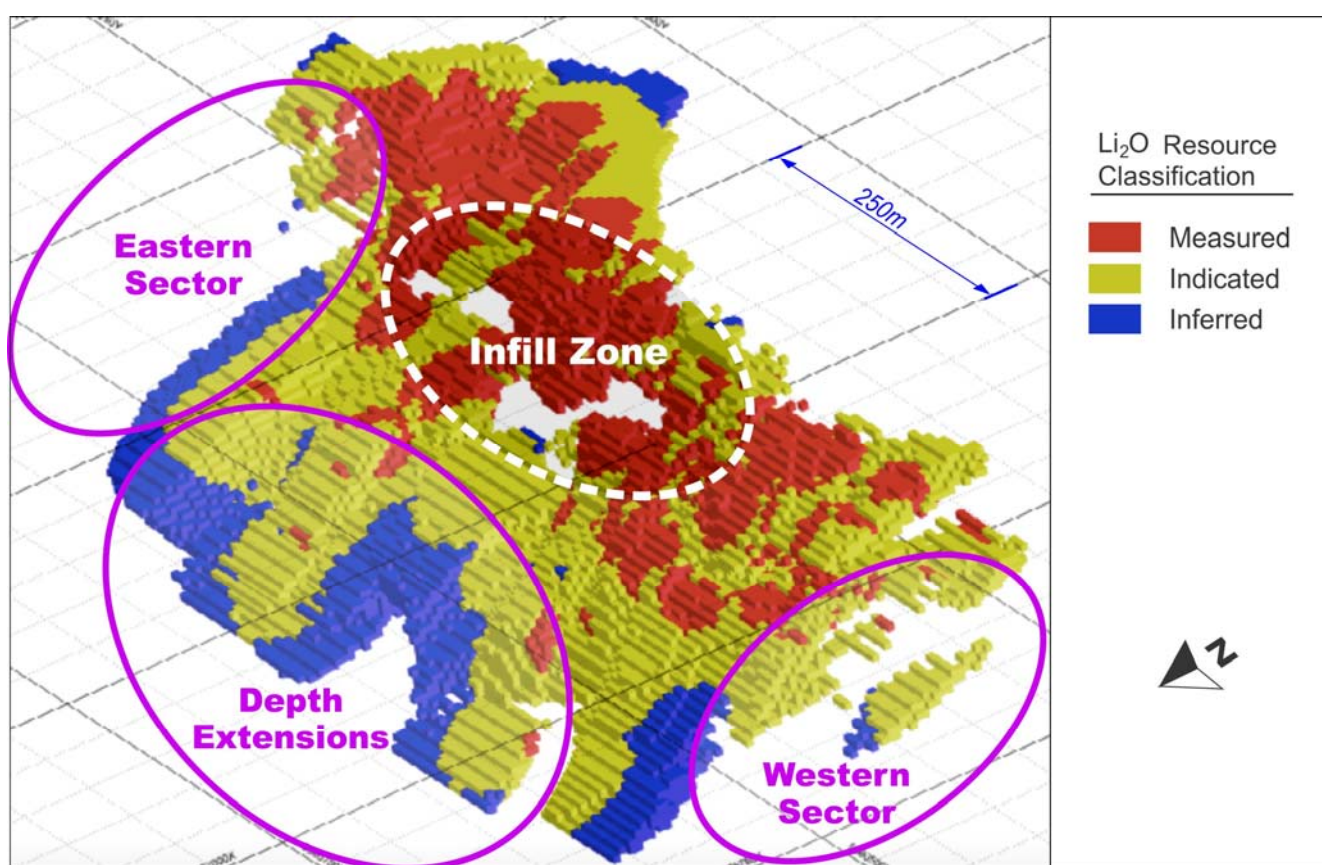 Eastern
Sector
250m
Infill Zone
Depth
Extensions
Western
Sector
Li₂O Resource
Classification
Measured
Indicated
Inferred
N